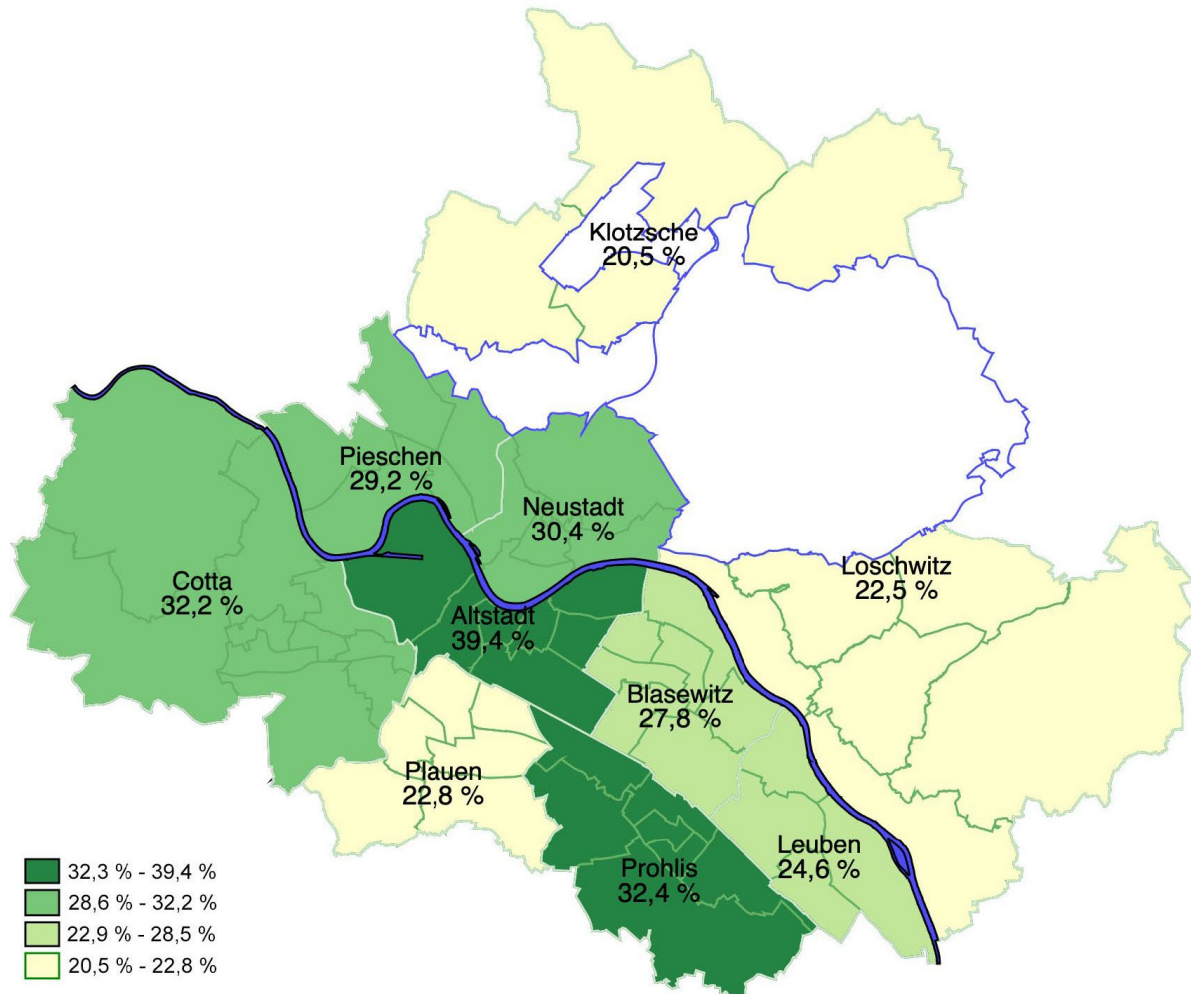 Klotzsche
20,5 %
Pieschen
29,2 %
Neustadt
30,4 %
Loschwitz
22,5 %
Cotta
32,2 %
Altstadt
39,4 %
Blasewitz
27,8 %
Plauen
22,8 %
Leuben
24,6 %
Prohlis
32,4 %
32,3 % - 39,4 %
28,6 % - 32,2 %
22,9 % - 28,5 %
20,5 % - 22,8 %